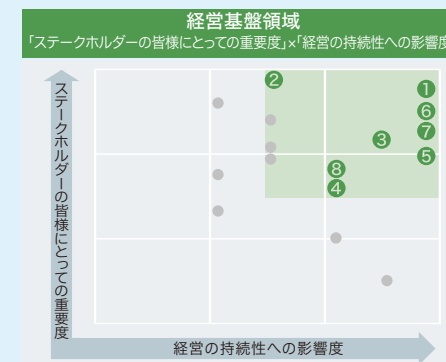 経営基盤領域
「ステークホルダーの皆様にとっての重要度」×「経営の持続性への影響度
ステークホルダーの皆様にとっての重要度
②
①
⑥
⑦
③
⑤
⑧
④
経営の持続性への影響度